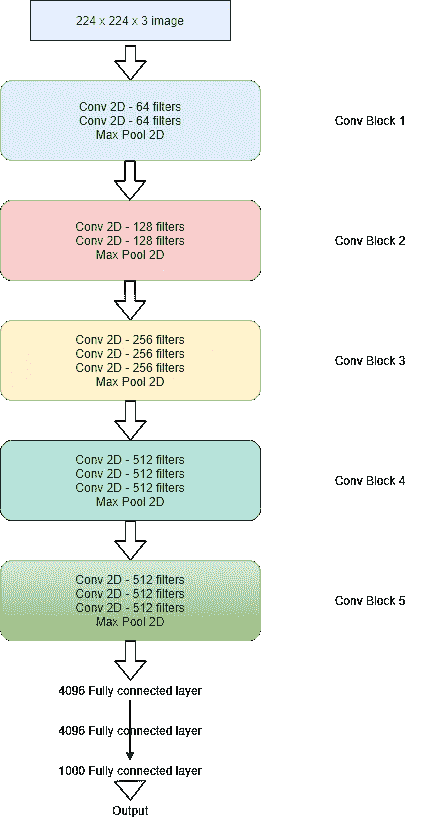 224 x 224 x 3 image
Conv 2D - 64 filters
Conv 2D - 64 filters
Max Pool 2D
Conv Block 1
Conv 2D - 128 filters
Conv 2D - 128 filters
Max Pool 2D
Conv Block 2
Conv 2D - 256 filters
Conv 2D - 256 filters
Conv 2D - 256 filters
Max Pool 2D
Conv Block 3
Conv 2D - 512 filters
Conv 2D - 512 filters
Conv 2D - 512 filters
Max Pool 2D
Conv Block 4
Conv 2D - 512 filters
Conv 2D - 512 filters
Conv 2D - 512 filters
Max Pool 2D
Conv Block 5
4096 Fully connected layer
4096 Fully connected layer
1000 Fully connected layer
Output